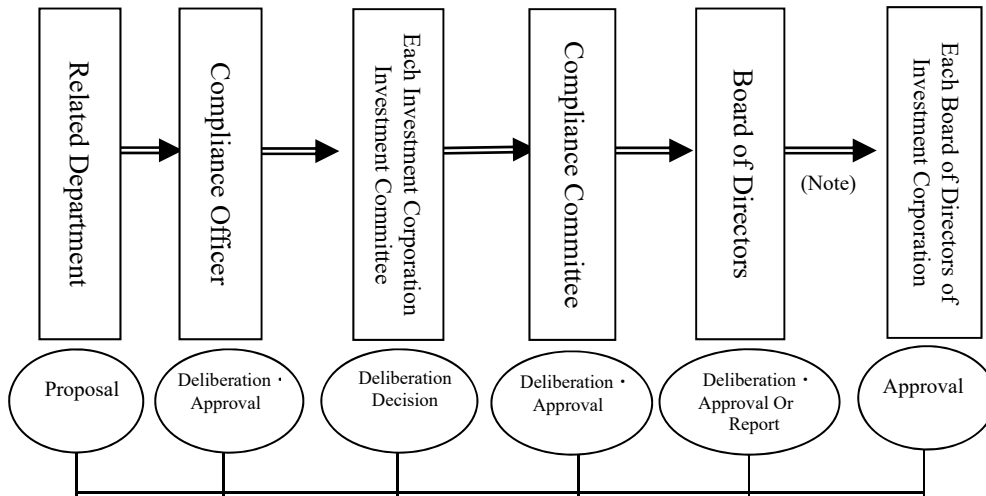 Related Department
Compliance Officer
Each Investment Corporation
Investment Committee
Compliance Committee
Board of Directors
(Note)
Each Board of Directors of
Investment Corporation
Proposal
Deliberation・
Approval
Deliberation
Decision
Deliberation・
Approval
Deliberation・
Approval Or
Report
Approval